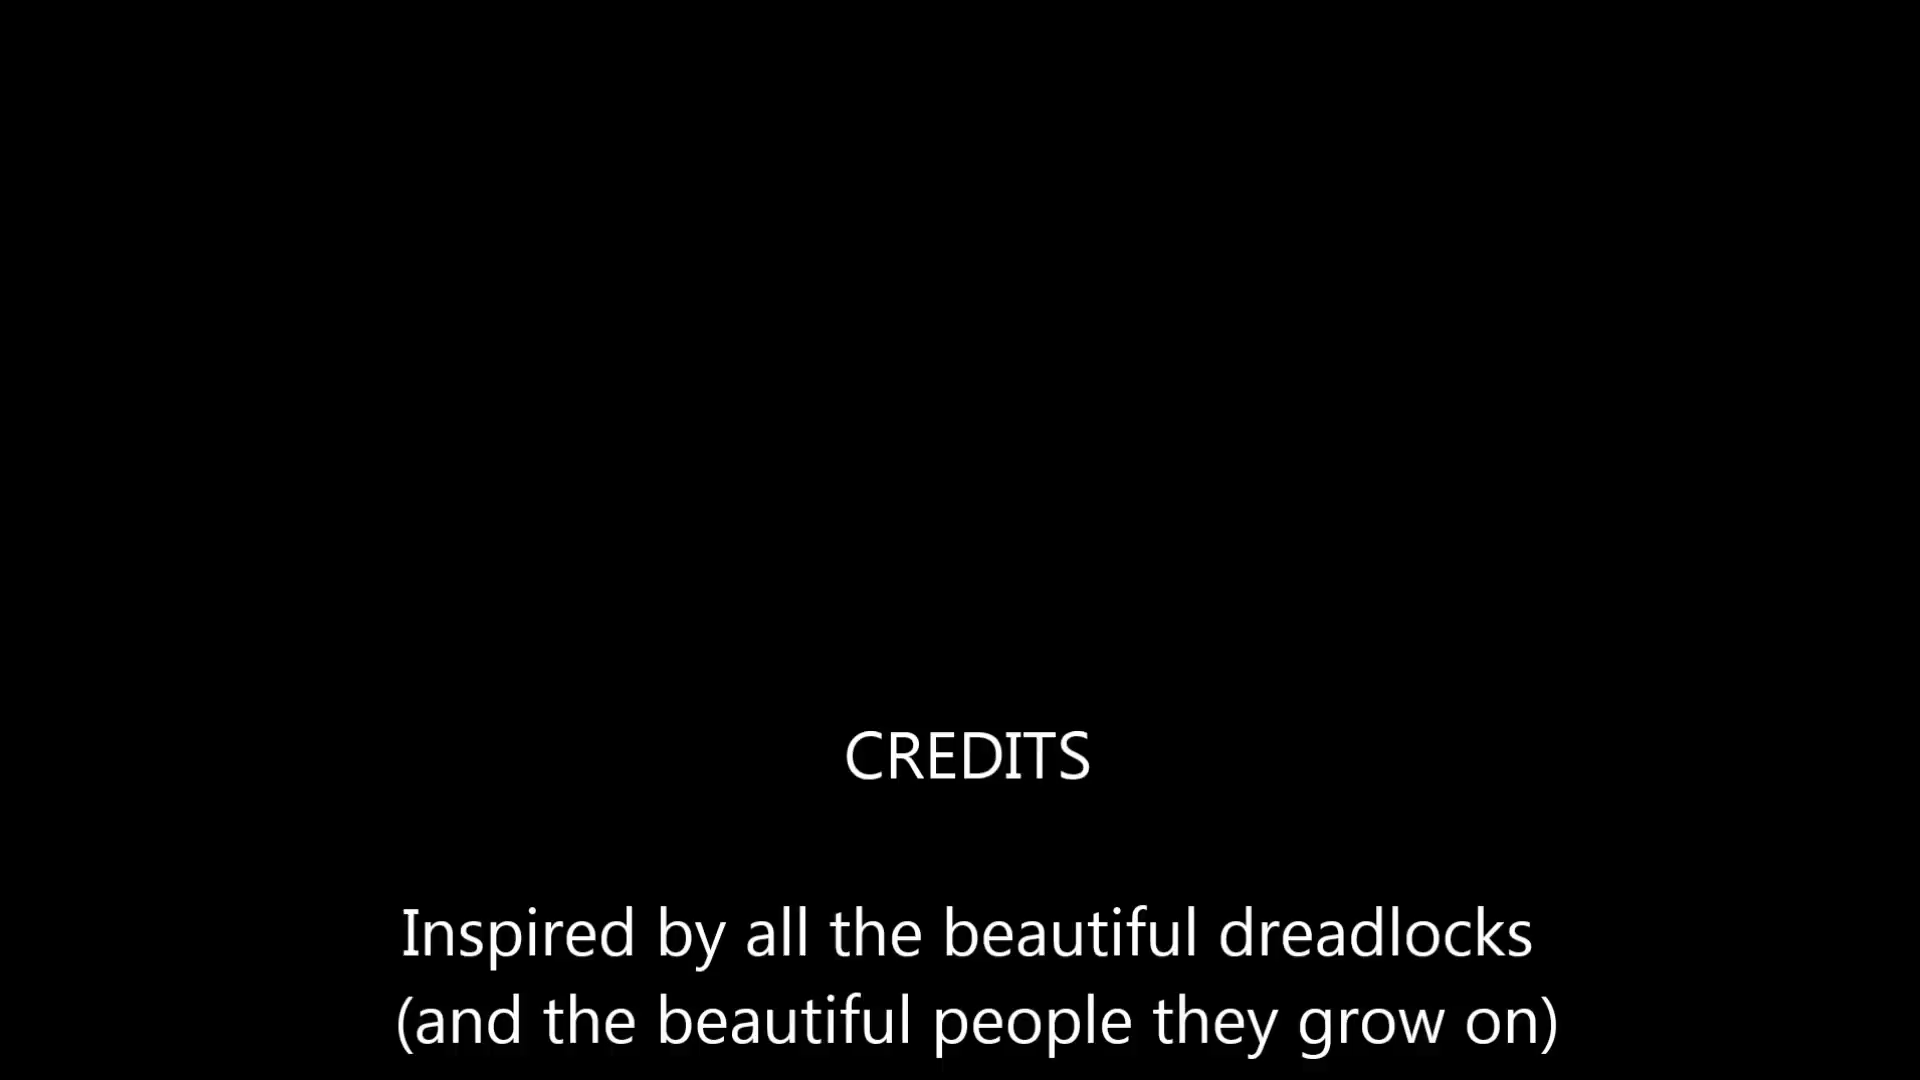 CREDITS
Inspired by all the beautiful dreadlocks
(and the beautiful people they grow on)